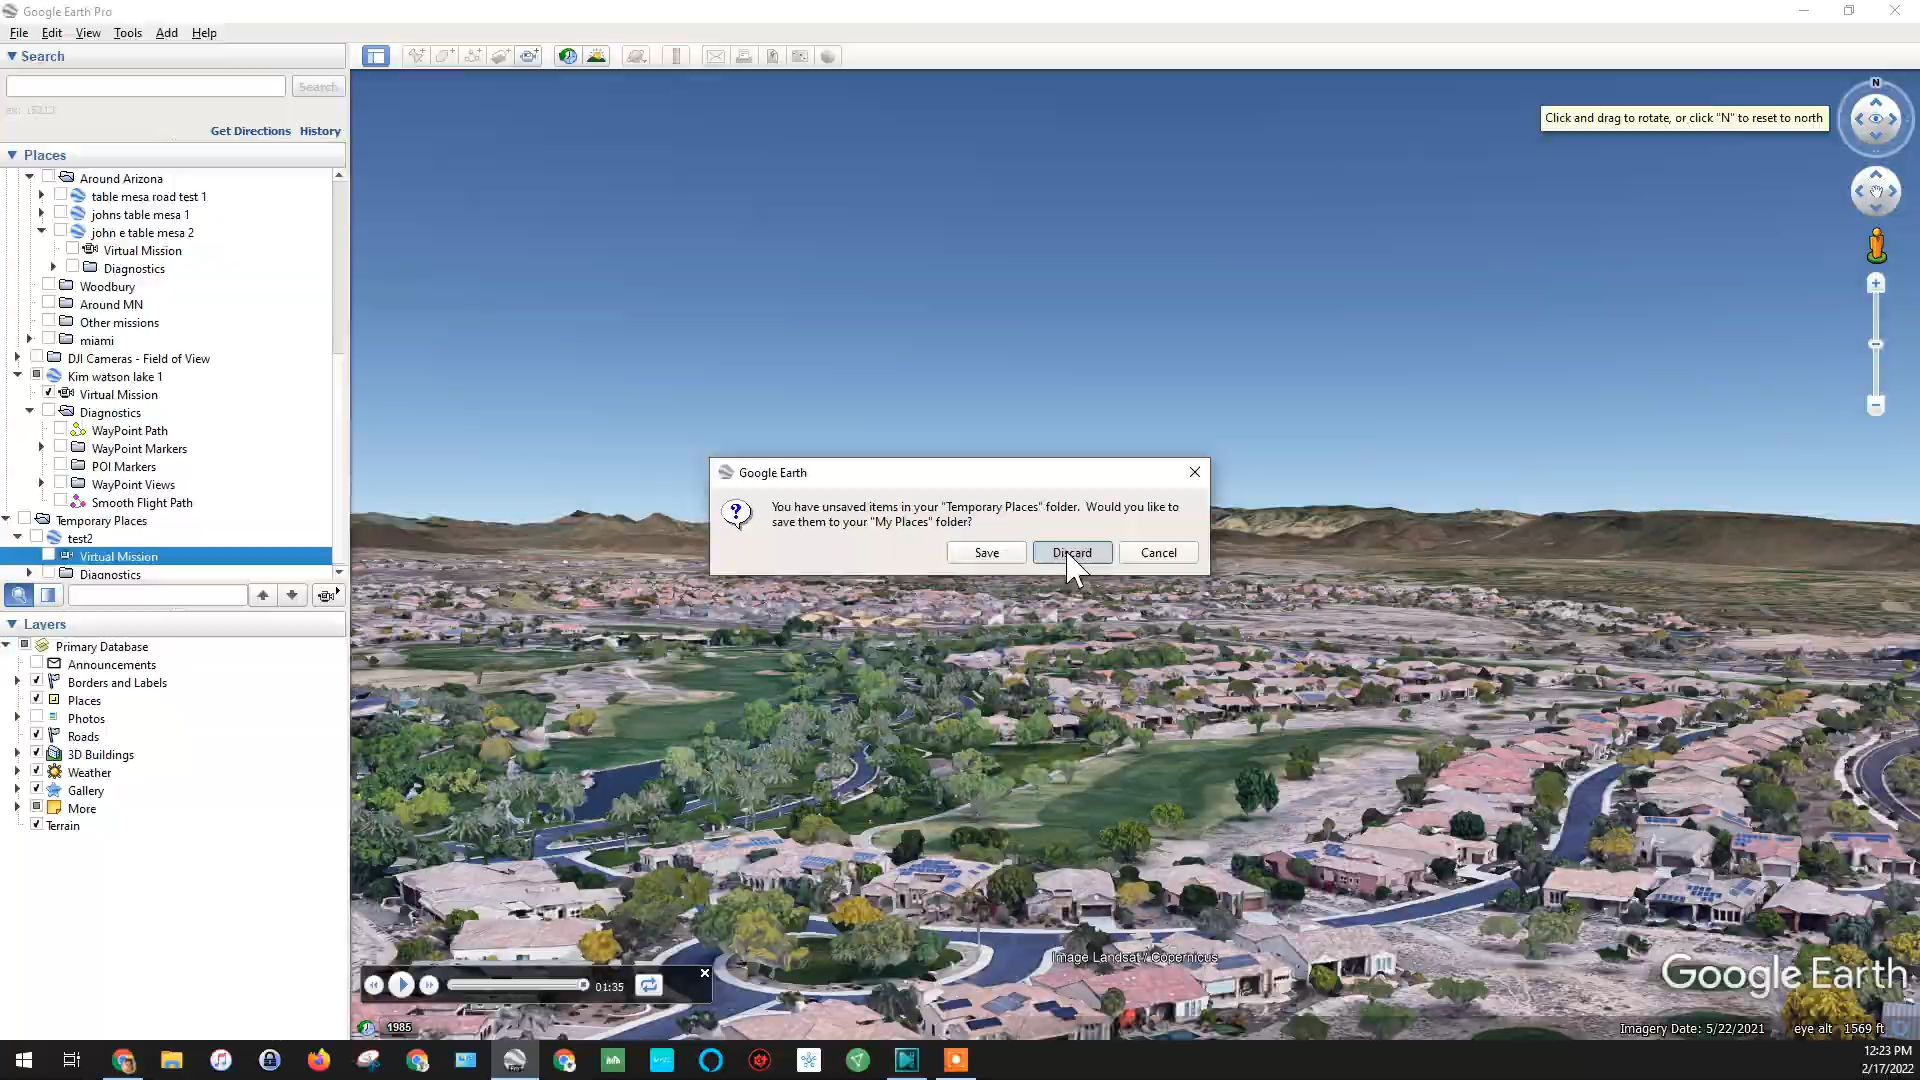 Google Earth Pro
File Edit View Tools Add Help
Search
Search
Get Directions History
Places
Around Arizona
table mesa road test 1
johns table mesa 1
john e table mesa 2
Virtual Mission
Diagnostics
Woodbury
Around MN
Other missions
miami
DJI Cameras - Field of View
Kim watson lake 1
Virtual Mission
Diagnostics
WayPoint Path
WayPoint Markers
POI Markers
WayPoint Views
Smooth Flight Path
Temporary Places
test2
Virtual Mission
Diagnostics
Layers
Primary Database
Announcements
Borders and Labels
Places
Photos
Roads
3D Buildings
Weather
Gallery
More
Terrain
N
Click and drag to rotate, or click "N" to reset to north
Google Earth
You have unsaved items in your "Temporary Places" folder. Would you like to
save them to your "My Places" folder?
Save Discard Cancel
01:35
1985
Image Landsat / Copernicus
Google Earth
Imagery Date: 5/22/2021 eye alt 1569 ft
12:23 PM
2/17/2022